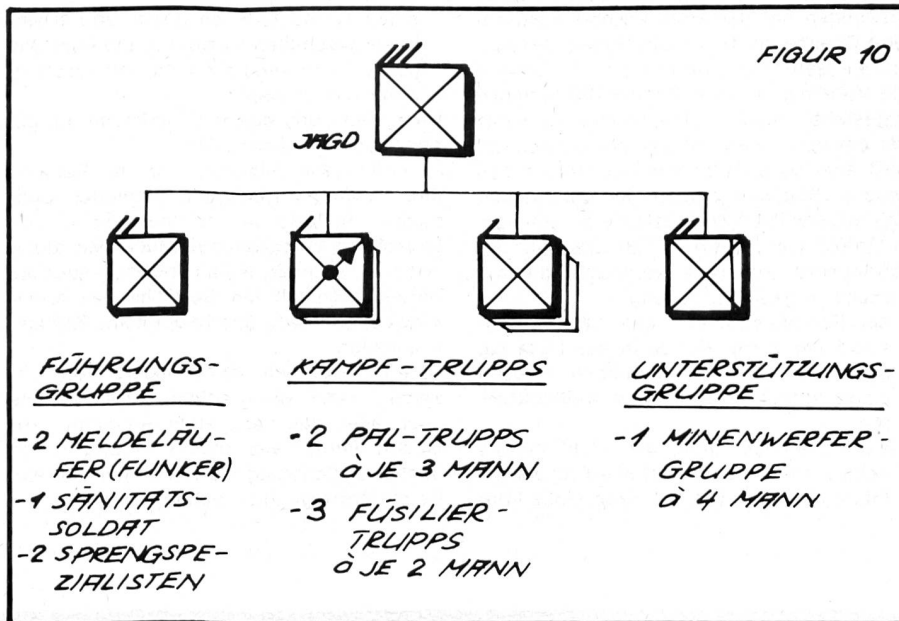 FIGUR 10
JAGD
FÜHRUNGS-
GRUPPE
-2 MELDELÄU-
FER (FUNKER)
-1 SANITÄTS-
SOLDAT
-2 SPRENGSPE-
ZIALISTEN
KAMPF-TRUPPS
-2 PAL-TRUPPS
à JE 3 MANN
-3 FÜSILIER-
TRUPPS
à JE 2 MANN
UNTERSTÜTZUNGS-
GRUPPE
-1 MINENWERFER-
GRUPPE
à 4 MANN